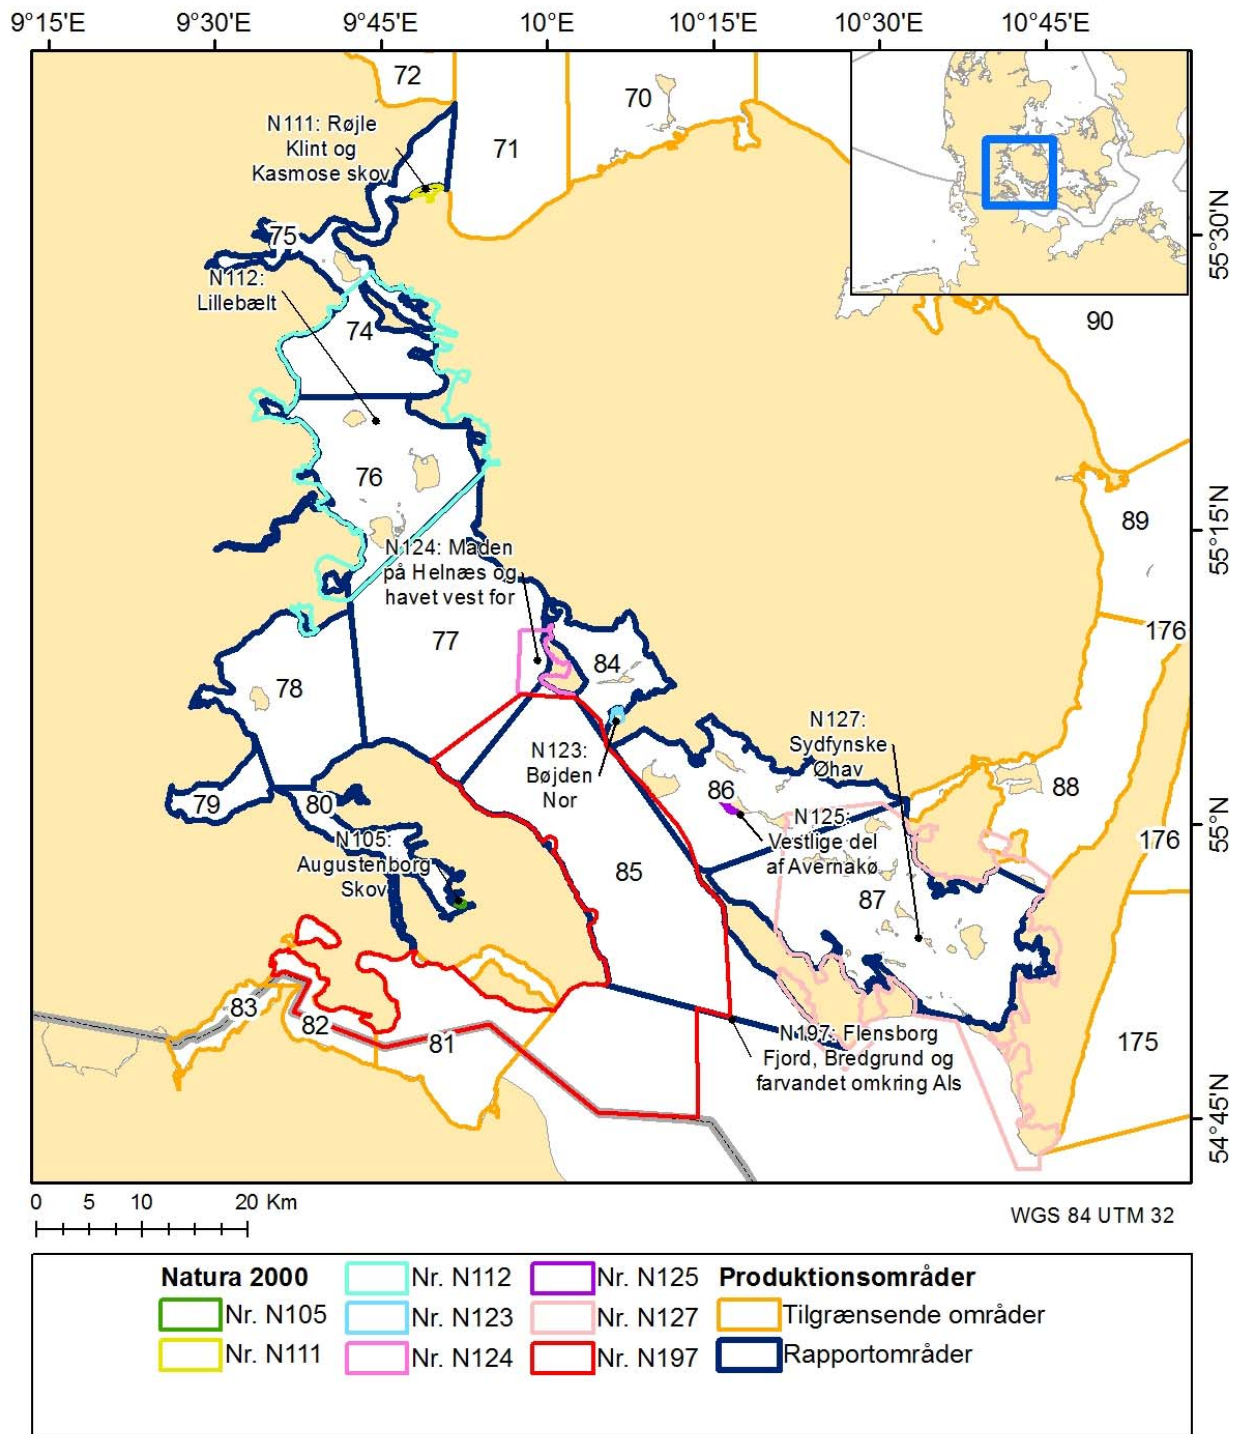 9°15'E 9°30'E 9°45'E 10°E 10°15'E 10°30'E 10°45'E
72
70
71
N111: Røjle
Klint og
Kasmose skov
75
55°30'N
N112:
Lillebælt
74
90
76
89
55°15'N
N124: Maden
på Helnæs og
havet vest for
77
176
84
78
N127:
Sydfynske
Øhav
N123:
Bøjden
Nor
86
88
79
80
N125:
Vestlige del
af Avernakø
55°N
176
N105:
Augustenborg
Skov
85
87
83
82
81
N197: Flensborg
Fjord, Bredgrund og
farvandet omkring Als
175
54°45'N
0 5 10 20 Km
WGS 84 UTM 32
Natura 2000
Nr. N105
Nr. N111
Nr. N112
Nr. N123
Nr. N124
Nr. N125
Nr. N127
Nr. N197
Produktionsområder
Tilgrænsende områder
Rapportområder